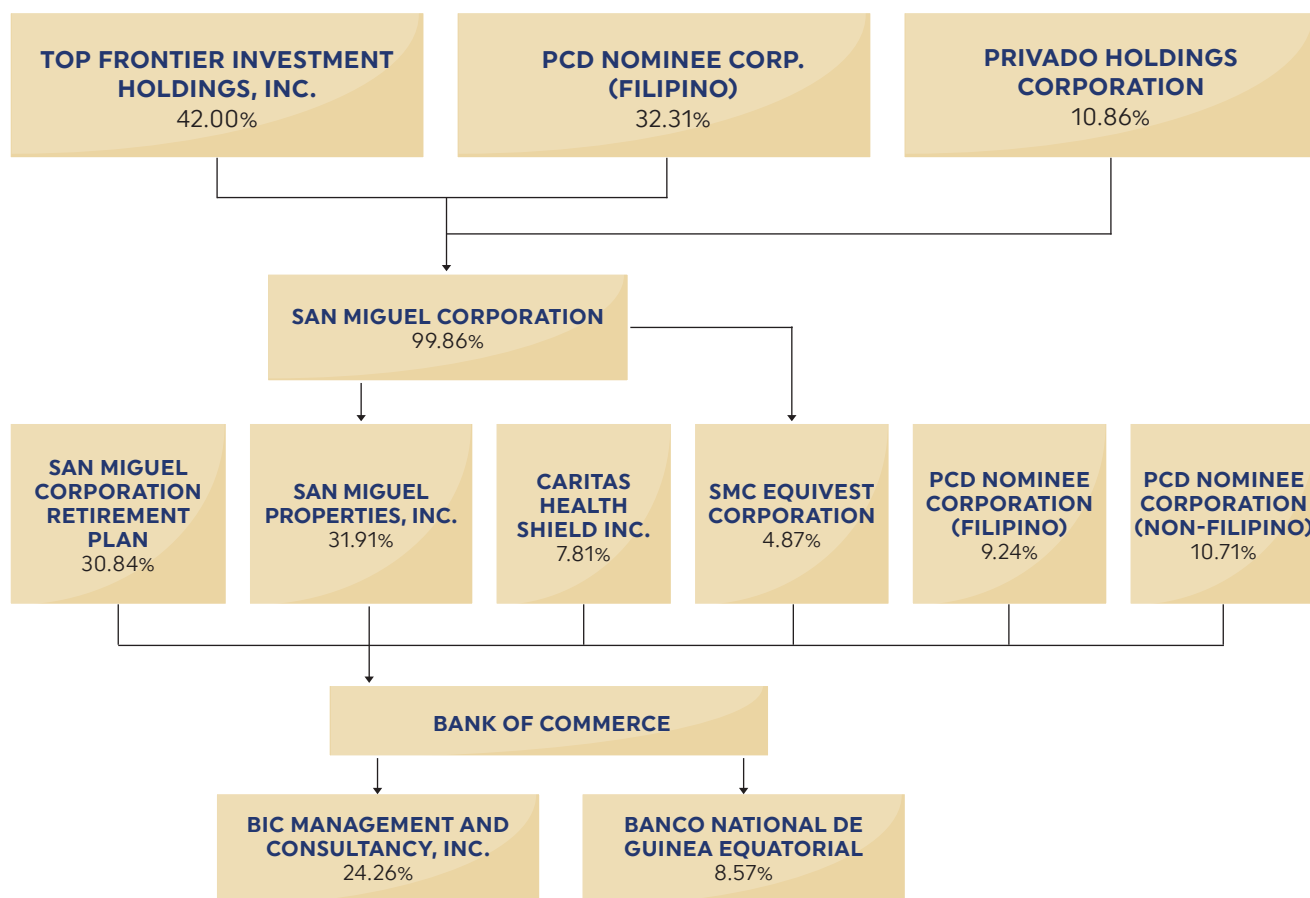 TOP FRONTIER INVESTMENT
HOLDINGS, INC.
42.00%
PCD NOMINEE CORP.
(FILIPINO)
32.31%
PRIVADO HOLDINGS
CORPORATION
10.86%
SAN MIGUEL CORPORATION
99.86%
SAN MIGUEL
CORPORATION
RETIREMENT
PLAN
30.84%
SAN MIGUEL
PROPERTIES, INC.
31.91%
CARITAS
HEALTH
SHIELD INC.
7.81%
SMC EQUIVEST
CORPORATION
4.87%
PCD NOMINEE
CORPORATION
(FILIPINO)
9.24%
PCD NOMINEE
CORPORATION
(NON-FILIPINO)
10.71%
BANK OF COMMERCE
BIC MANAGEMENT AND
CONSULTANCY, INC.
24.26%
BANCO NATIONAL DE
GUINEA EQUATORIAL
8.57%